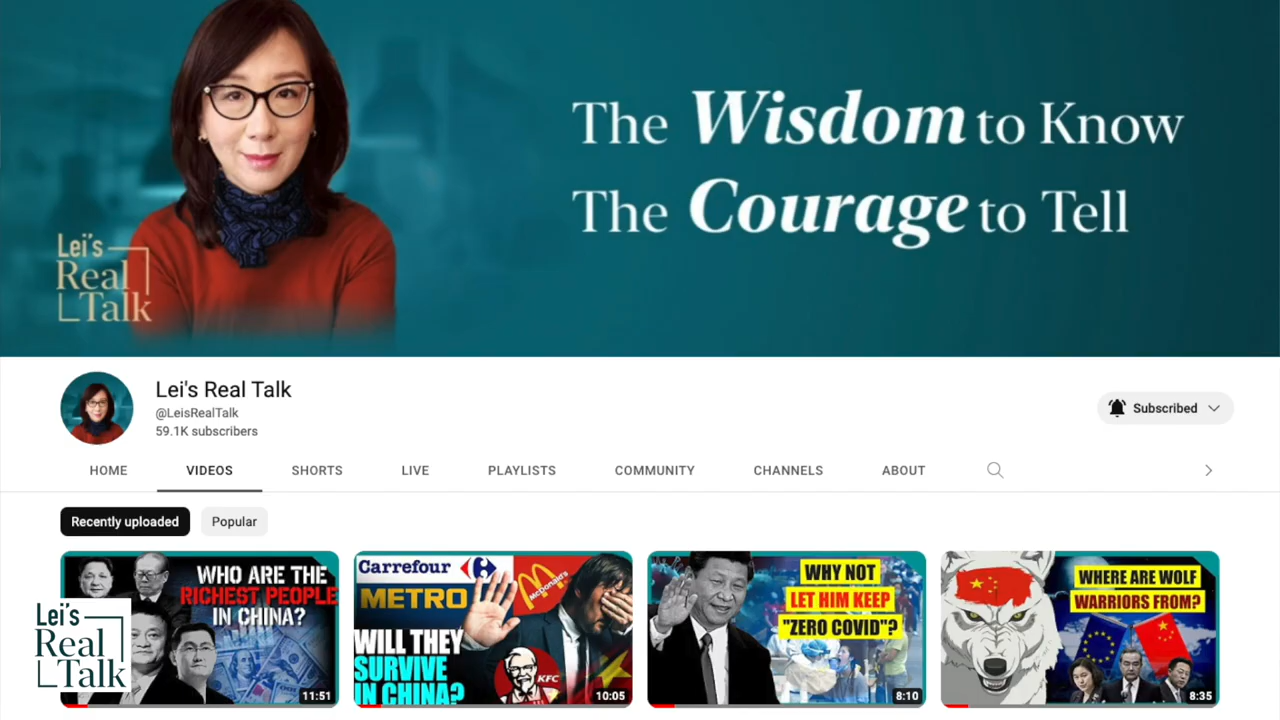 The Wisdom to Know
The Courage to Tell
Lei's
Real
Talk
Lei's Real Talk
@LeisRealTalk
59.1K subscribers
Subscribed
HOME
VIDEOS
SHORTS
LIVE
PLAYLISTS
COMMUNITY
CHANNELS
ABOUT
Recently uploaded
Popular
WHO ARE THE
RICHEST PEOPLE
IN CHINA?
11:51
Lei's
Real
Talk
Carrefour
METRO
McDonald's
WILL THEY
SURVIVE
IN CHINA?
KFC
10:05
WHY NOT
LET HIM KEEP
"ZERO COVID"?
8:10
WHERE ARE WOLF
WARRIORS FROM?
8:35